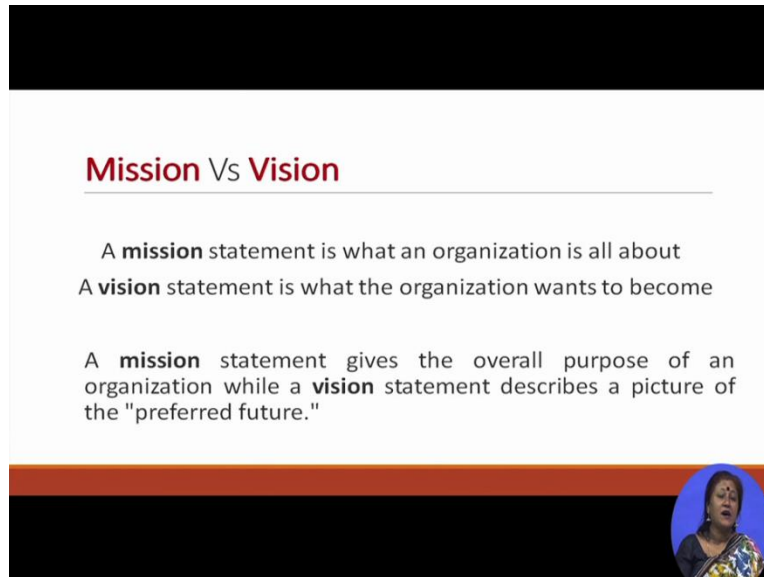 Mission Vs Vision
A mission statement is what an organization is all about
A vision statement is what the organization wants to become
A mission statement gives the overall purpose of an
organization while a vision statement describes a picture of
the "preferred future."